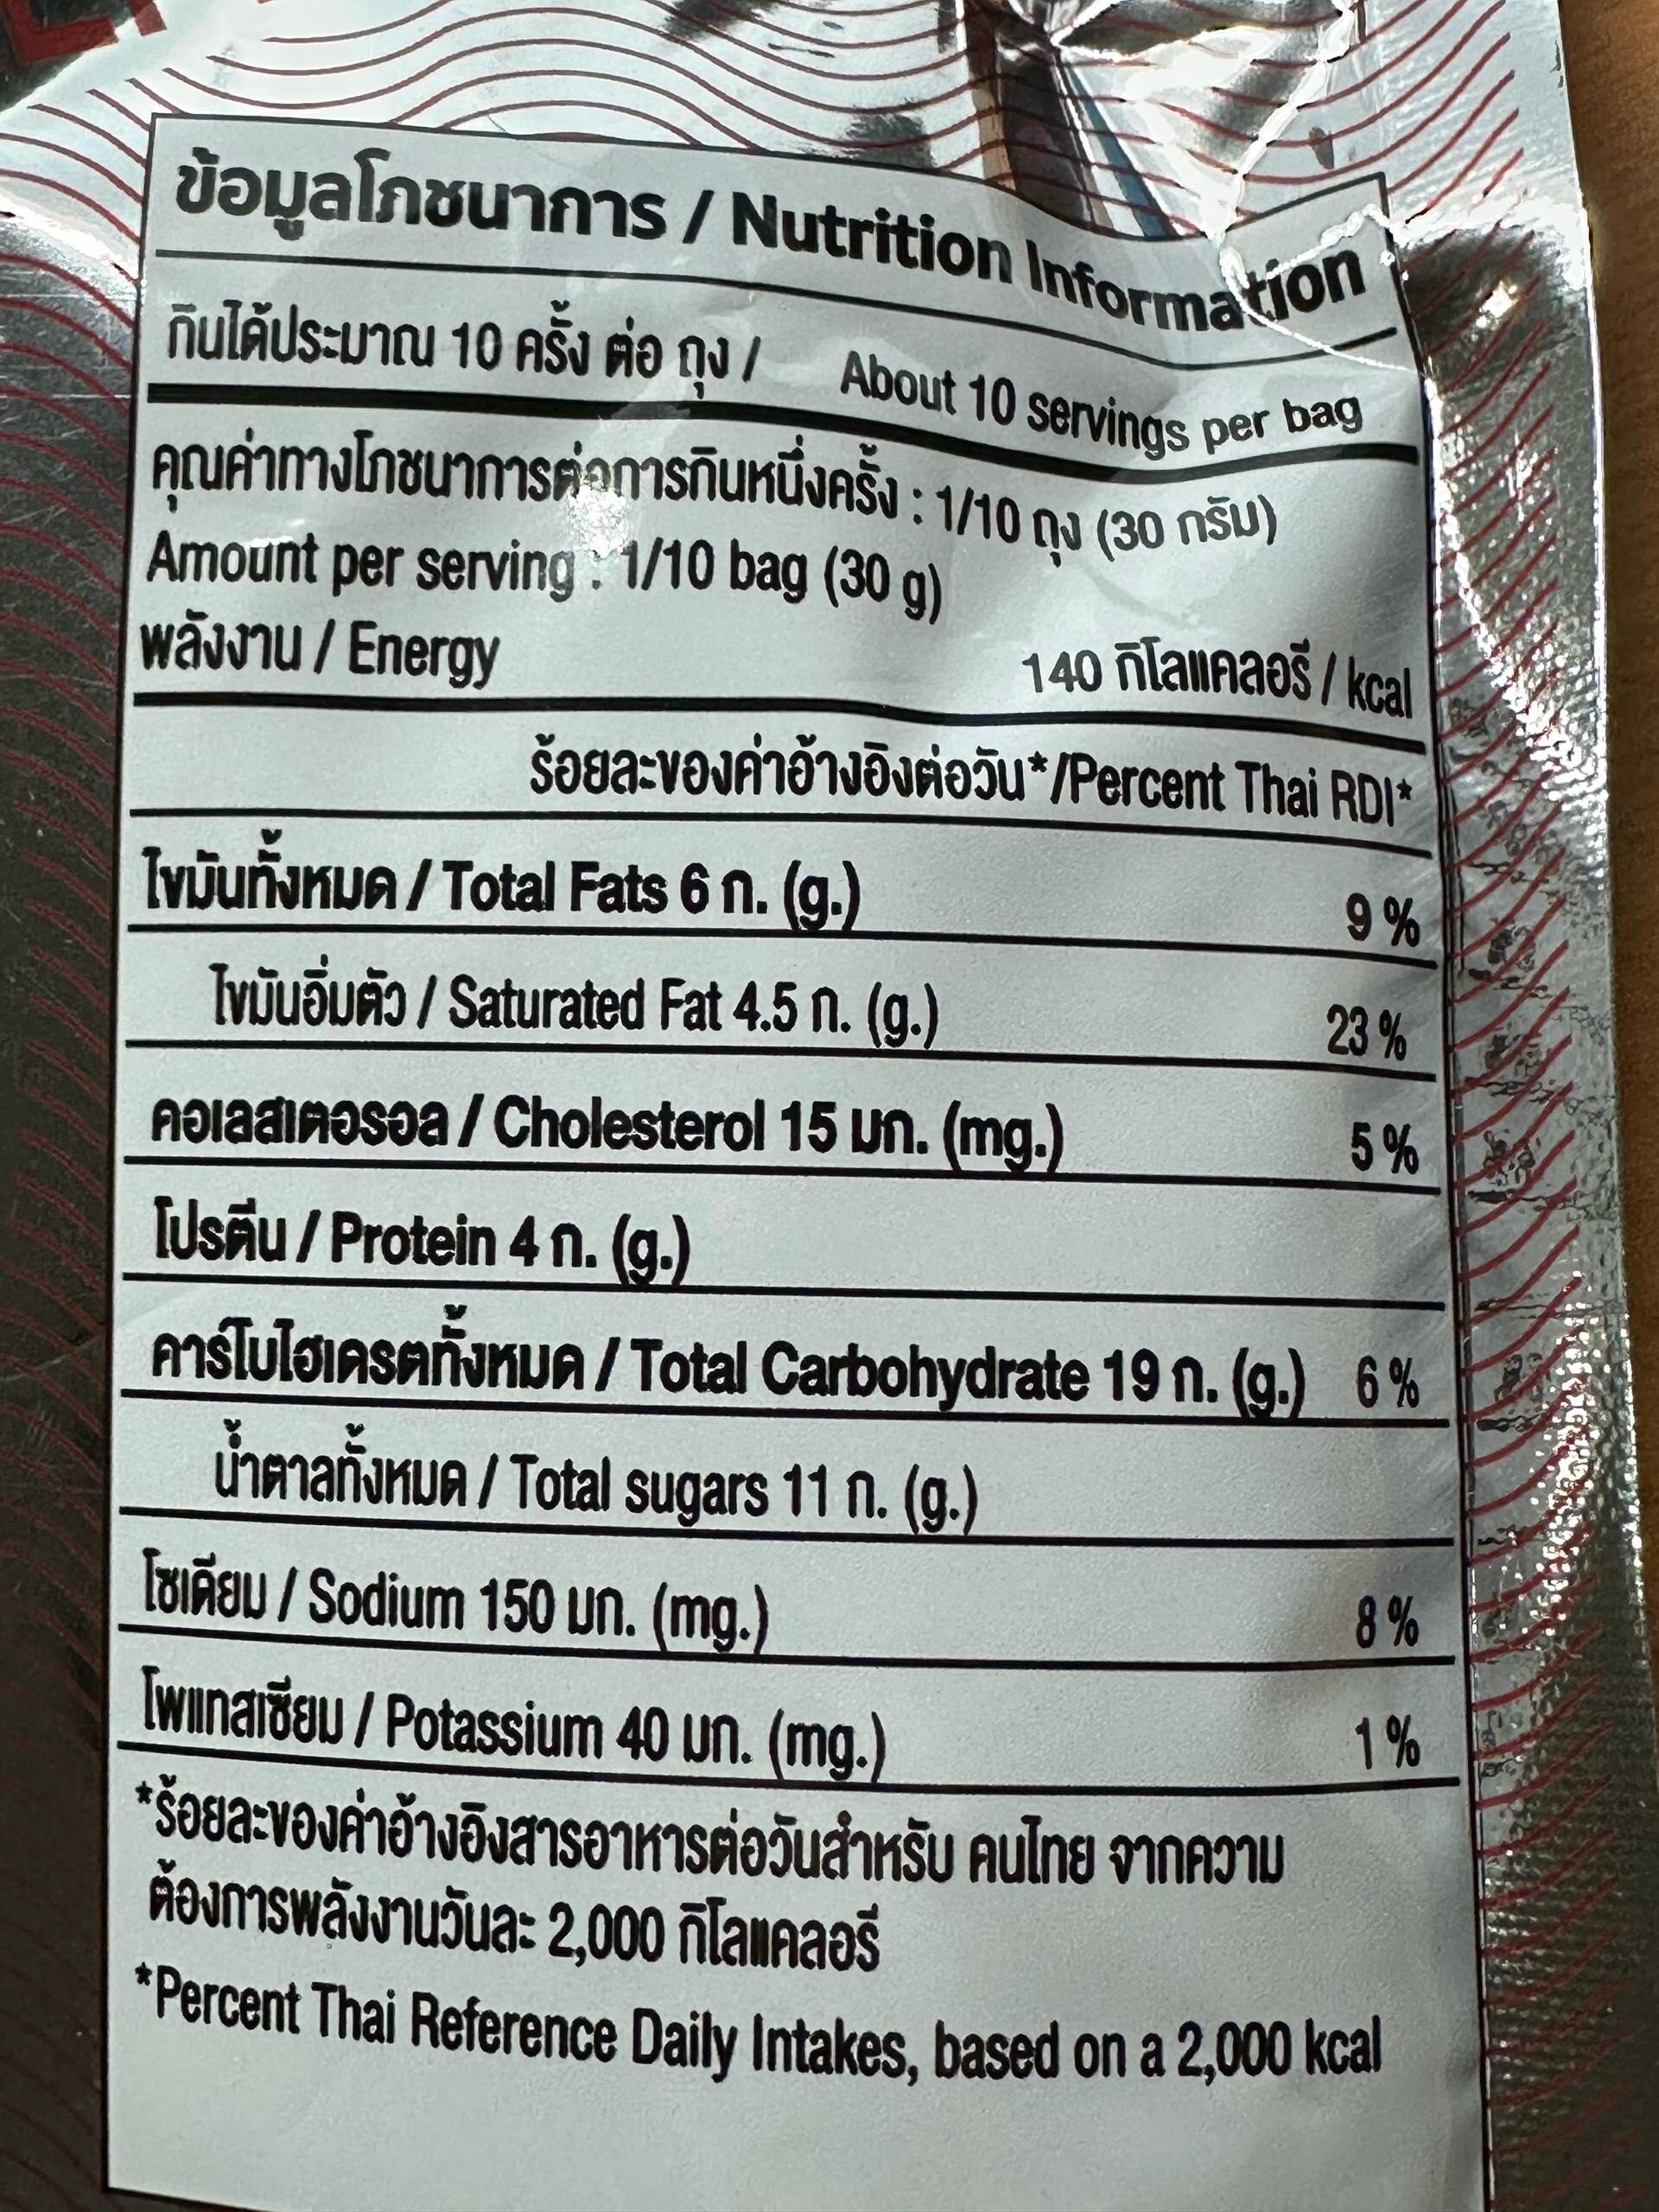 ข้อมูลโภชนาการ / Nutrition Information
กินได้ประมาณ 10 ครั้ง ต่อ ถุง / About 10 servings per bag
คุณค่าทางโภชนาการต่อการกินหนึ่งครั้ง : 1/10 ถุง (30 กรัม)
Amount per serving : 1/10 bag (30 g)
พลังงาน / Energy 140 กิโลแคลอรี / kcal
ร้อยละของค่าอ้างอิงต่อวัน*/Percent Thai RDI*
ไขมันทั้งหมด / Total Fats 6 ก. (g.) 9 %
ไขมันอิ่มตัว / Saturated Fat 4.5 ก. (g.) 23 %
คอเลสเตอรอล / Cholesterol 15 มก. (mg.) 5 %
โปรตีน / Protein 4 ก. (g.)
คาร์โบไฮเดรตทั้งหมด / Total Carbohydrate 19 ก. (g.) 6 %
น้ำตาลทั้งหมด / Total sugars 11 ก. (g.)
โซเดียม / Sodium 150 มก. (mg.) 8 %
โพแทสเซียม / Potassium 40 มก. (mg.) 1 %
*ร้อยละของค่าอ้างอิงสารอาหารต่อวันสำหรับ คนไทย จากความ
ต้องการพลังงานวันละ 2,000 กิโลแคลอรี
*Percent Thai Reference Daily Intakes, based on a 2,000 kcal